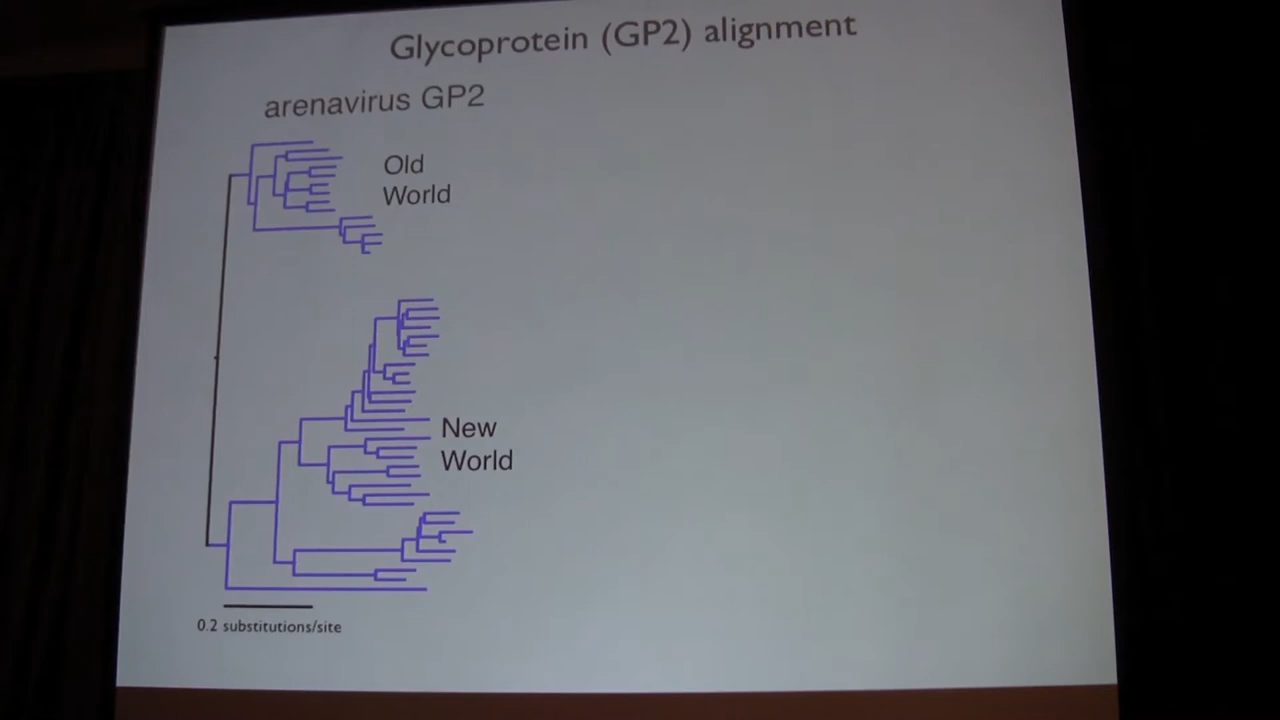 Glycoprotein (GP2) alignment
arenavirus GP2
Old
World
New
World
0.2 substitutions/site